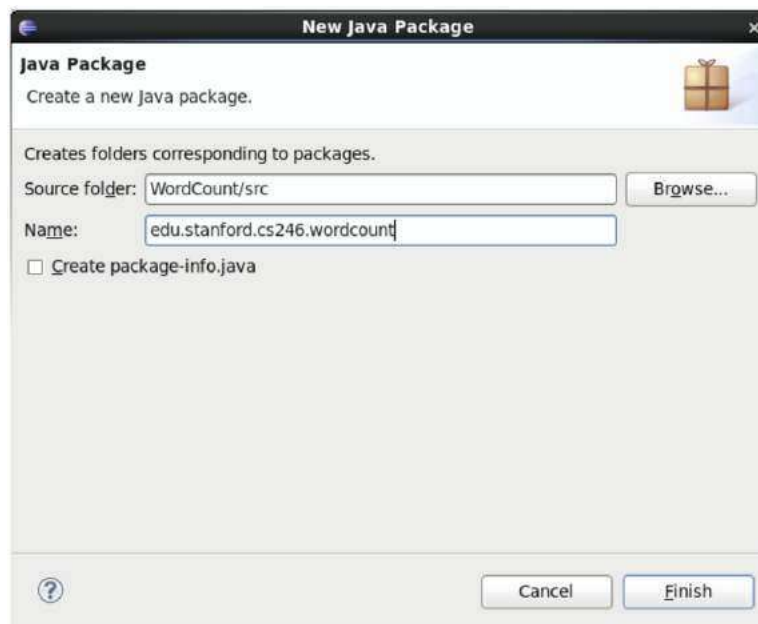 New Java Package
Java Package
Create a new Java package.
Creates folders corresponding to packages.
Source folder: WordCount/src Browse...
Name: edu.stanford.cs246.wordcount
Create package-info.java
? Cancel Finish